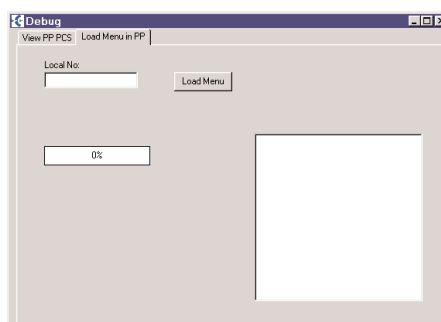 Debug
View PP PCS Load Menu in PP
Local No:
Load Menu
0%